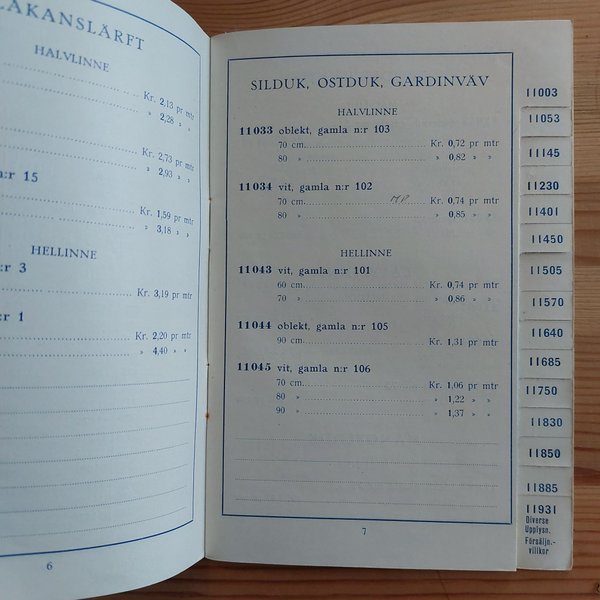 LAKANSLÄRFT
HALVLINNE
Kr. 2,13 pr mtr
» 2,28 » »
Kr. 2,73 pr mtr
» 2,93 » »
n:r 15
Kr. 1,59 pr mtr
» 3,18 » »
HELLINNE
n:r 3
Kr. 3,19 pr mtr
n:r 1
Kr. 2,20 pr mtr
» 4,40 » »
6
SILDUK, OSTDUK, GARDINVÄV
HALVLINNE
11033 oblekt, gamla n:r 103
70 cm. Kr. 0,72 pr mtr
80 » » 0,82 » »
11034 vit, gamla n:r 102
70 cm. Kr. 0,74 pr mtr
80 » » 0,85 » »
HELLINNE
11043 vit, gamla n:r 101
60 cm. Kr. 0,74 pr mtr
70 » » 0,86 » »
11044 oblekt, gamla n:r 105
90 cm. Kr. 1,31 pr mtr
11045 vit, gamla n:r 106
70 cm. Kr. 1,06 pr mtr
80 » » 1,22 » »
90 » » 1,37 » »
7
11003
11053
11145
11230
11401
11450
11505
11570
11640
11685
11750
11830
11850
11885
11931
Diverse
Upplysn.
Försäljn.-
villkor